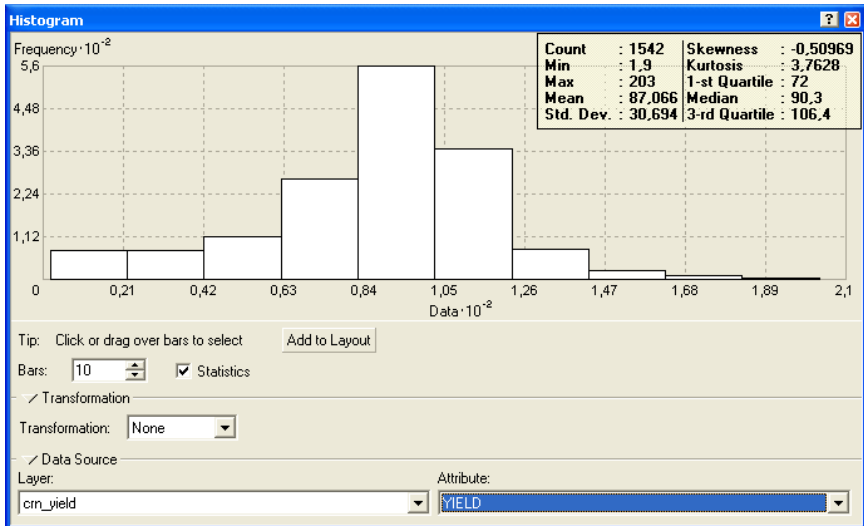 Histogram
Frequency·10⁻²
5,6
4,48
3,36
2,24
1,12
0 0,21 0,42 0,63 0,84 1,05 1,26 1,47 1,68 1,89 2,1
Data·10⁻²
Count : 1542 Skewness : -0,50969
Min : 1,9 Kurtosis : 3,7628
Max : 203 1-st Quartile : 72
Mean : 87,066 Median : 90,3
Std. Dev. : 30,694 3-rd Quartile : 106,4
Tip: Click or drag over bars to select Add to Layout
Bars: 10 Statistics
Transformation
Transformation: None
Data Source
Layer: Attribute:
crn_yield YIELD